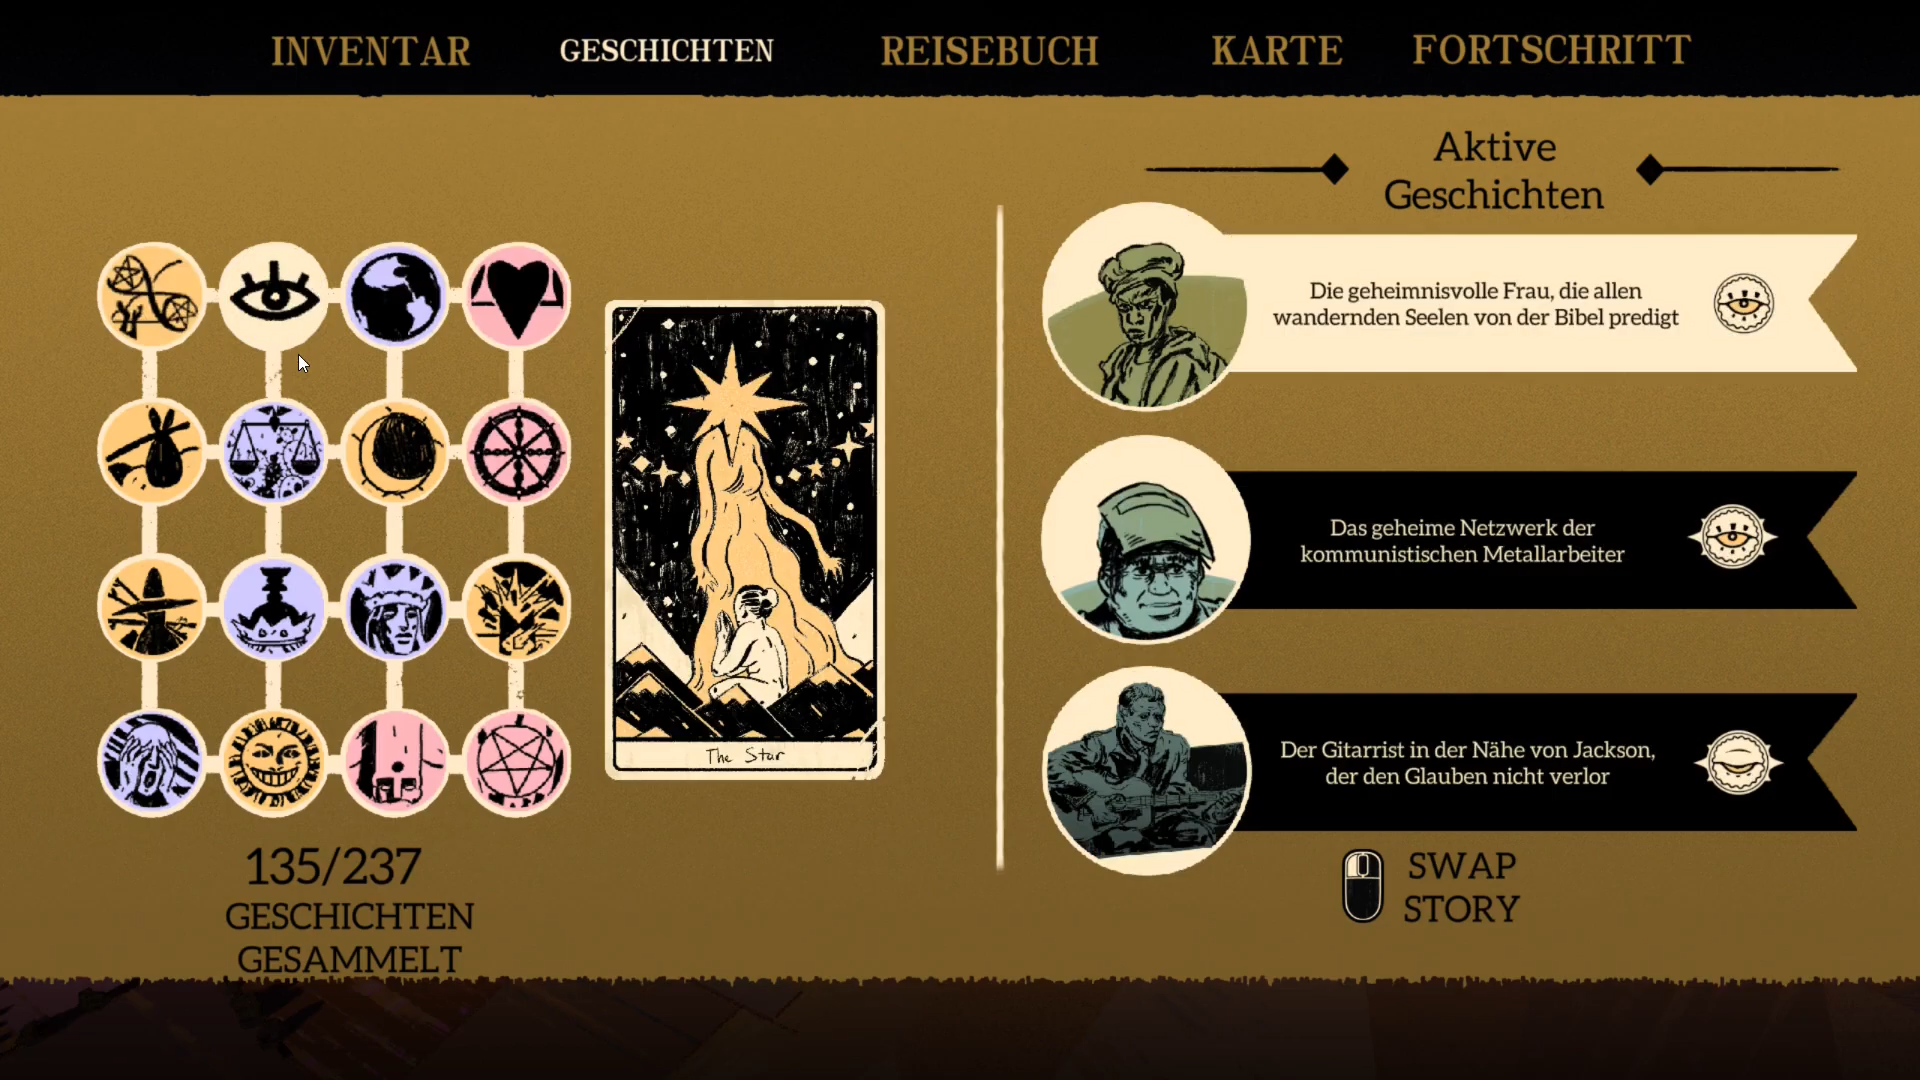 INVENTAR
GESCHICHTEN
REISEBUCH
KARTE
FORTSCHRITT
Aktive
Geschichten
Die geheimnisvolle Frau, die allen
wandernden Seelen von der Bibel predigt
Das geheime Netzwerk der
kommunistischen Metallarbeiter
Der Gitarrist in der Nähe von Jackson,
der den Glauben nicht verlor
The Star
135/237
GESCHICHTEN
GESAMMELT
SWAP
STORY